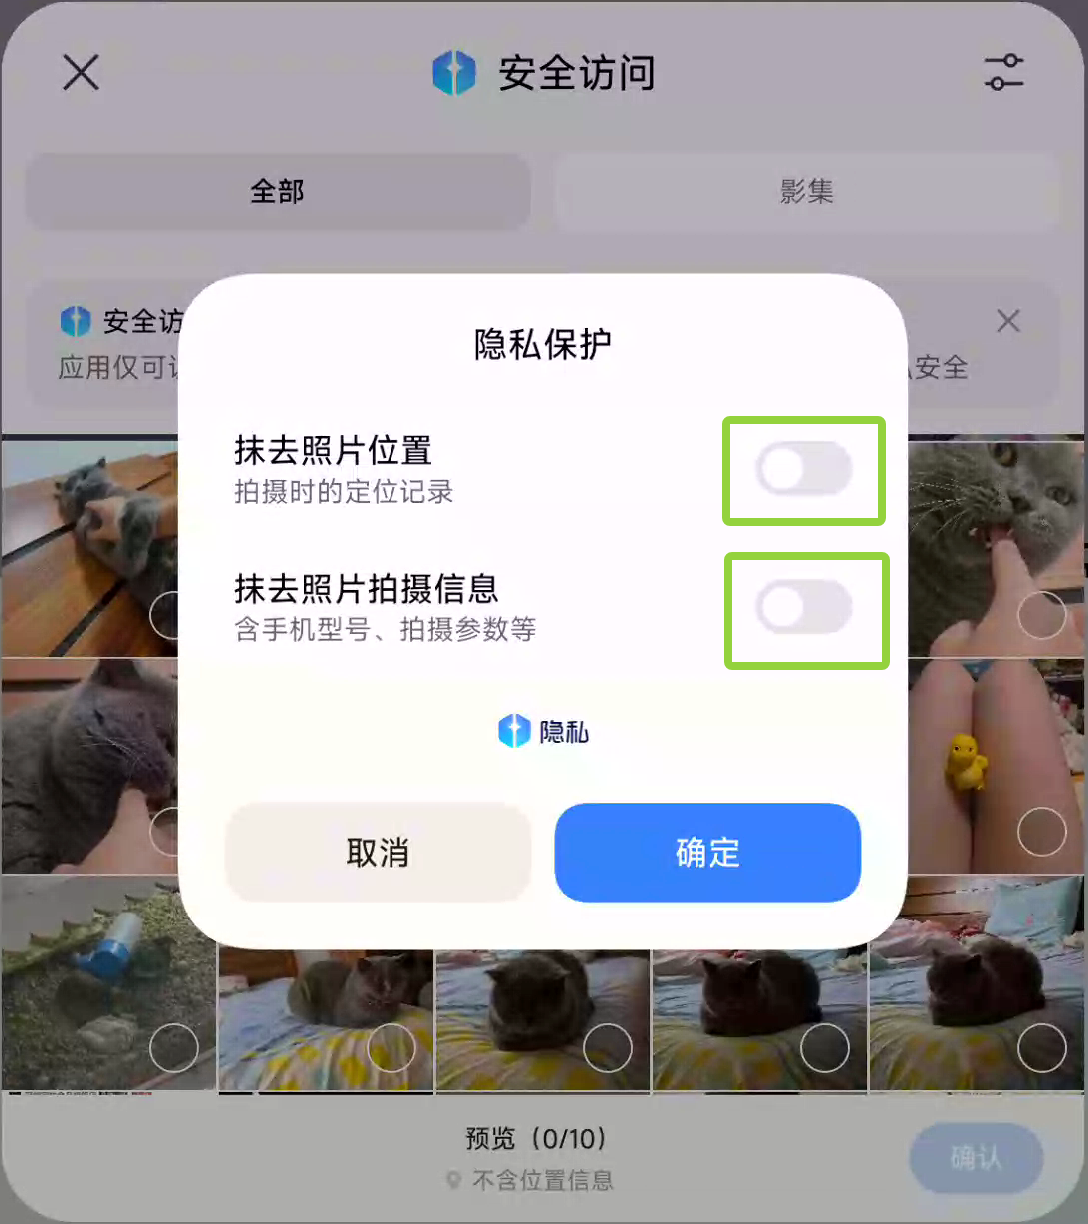 安全访问
全部
影集
安全访
应用仅可
安全
隐私保护
抹去照片位置
拍摄时的定位记录
抹去照片拍摄信息
含手机型号、拍摄参数等
隐私
取消
确定
预览（0/10）
不含位置信息
确认